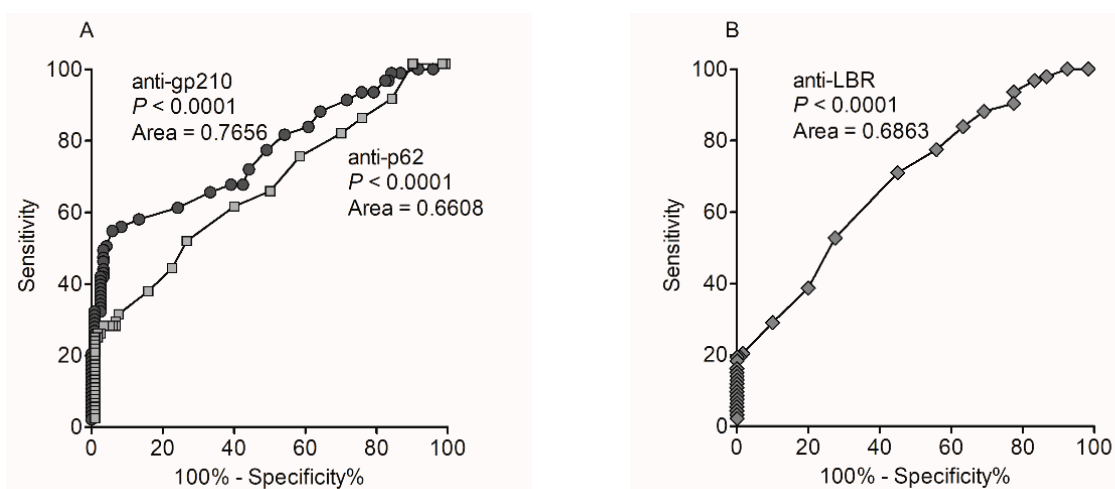 A
anti-gp210
P < 0.0001
Area = 0.7656
anti-p62
P < 0.0001
Area = 0.6608
Sensitivity
100
80
60
40
20
0
0 20 40 60 80 100
100% - Specificity%
B
anti-LBR
P < 0.0001
Area = 0.6863
Sensitivity
100
80
60
40
20
0
0 20 40 60 80 100
100% - Specificity%